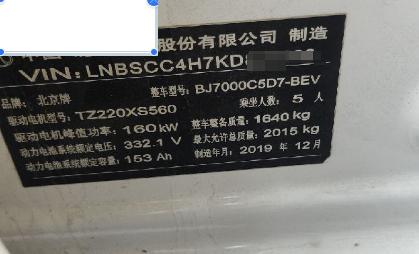 股份有限公司 制造
VIN: LNBSCC4H7KD
品牌: 北京牌 整车型号: BJ7000C5D7-BEV
驱动电机型号: TZ220XS560 乘坐人数: 5 人
驱动电机峰值功率: 160kW 整车整备质量: 1640 kg
动力电池系统额定电压: 332.1 V 最大允许总质量: 2015 kg
动力电池系统额定容量: 153 Ah 制造年月: 2019 年 12 月